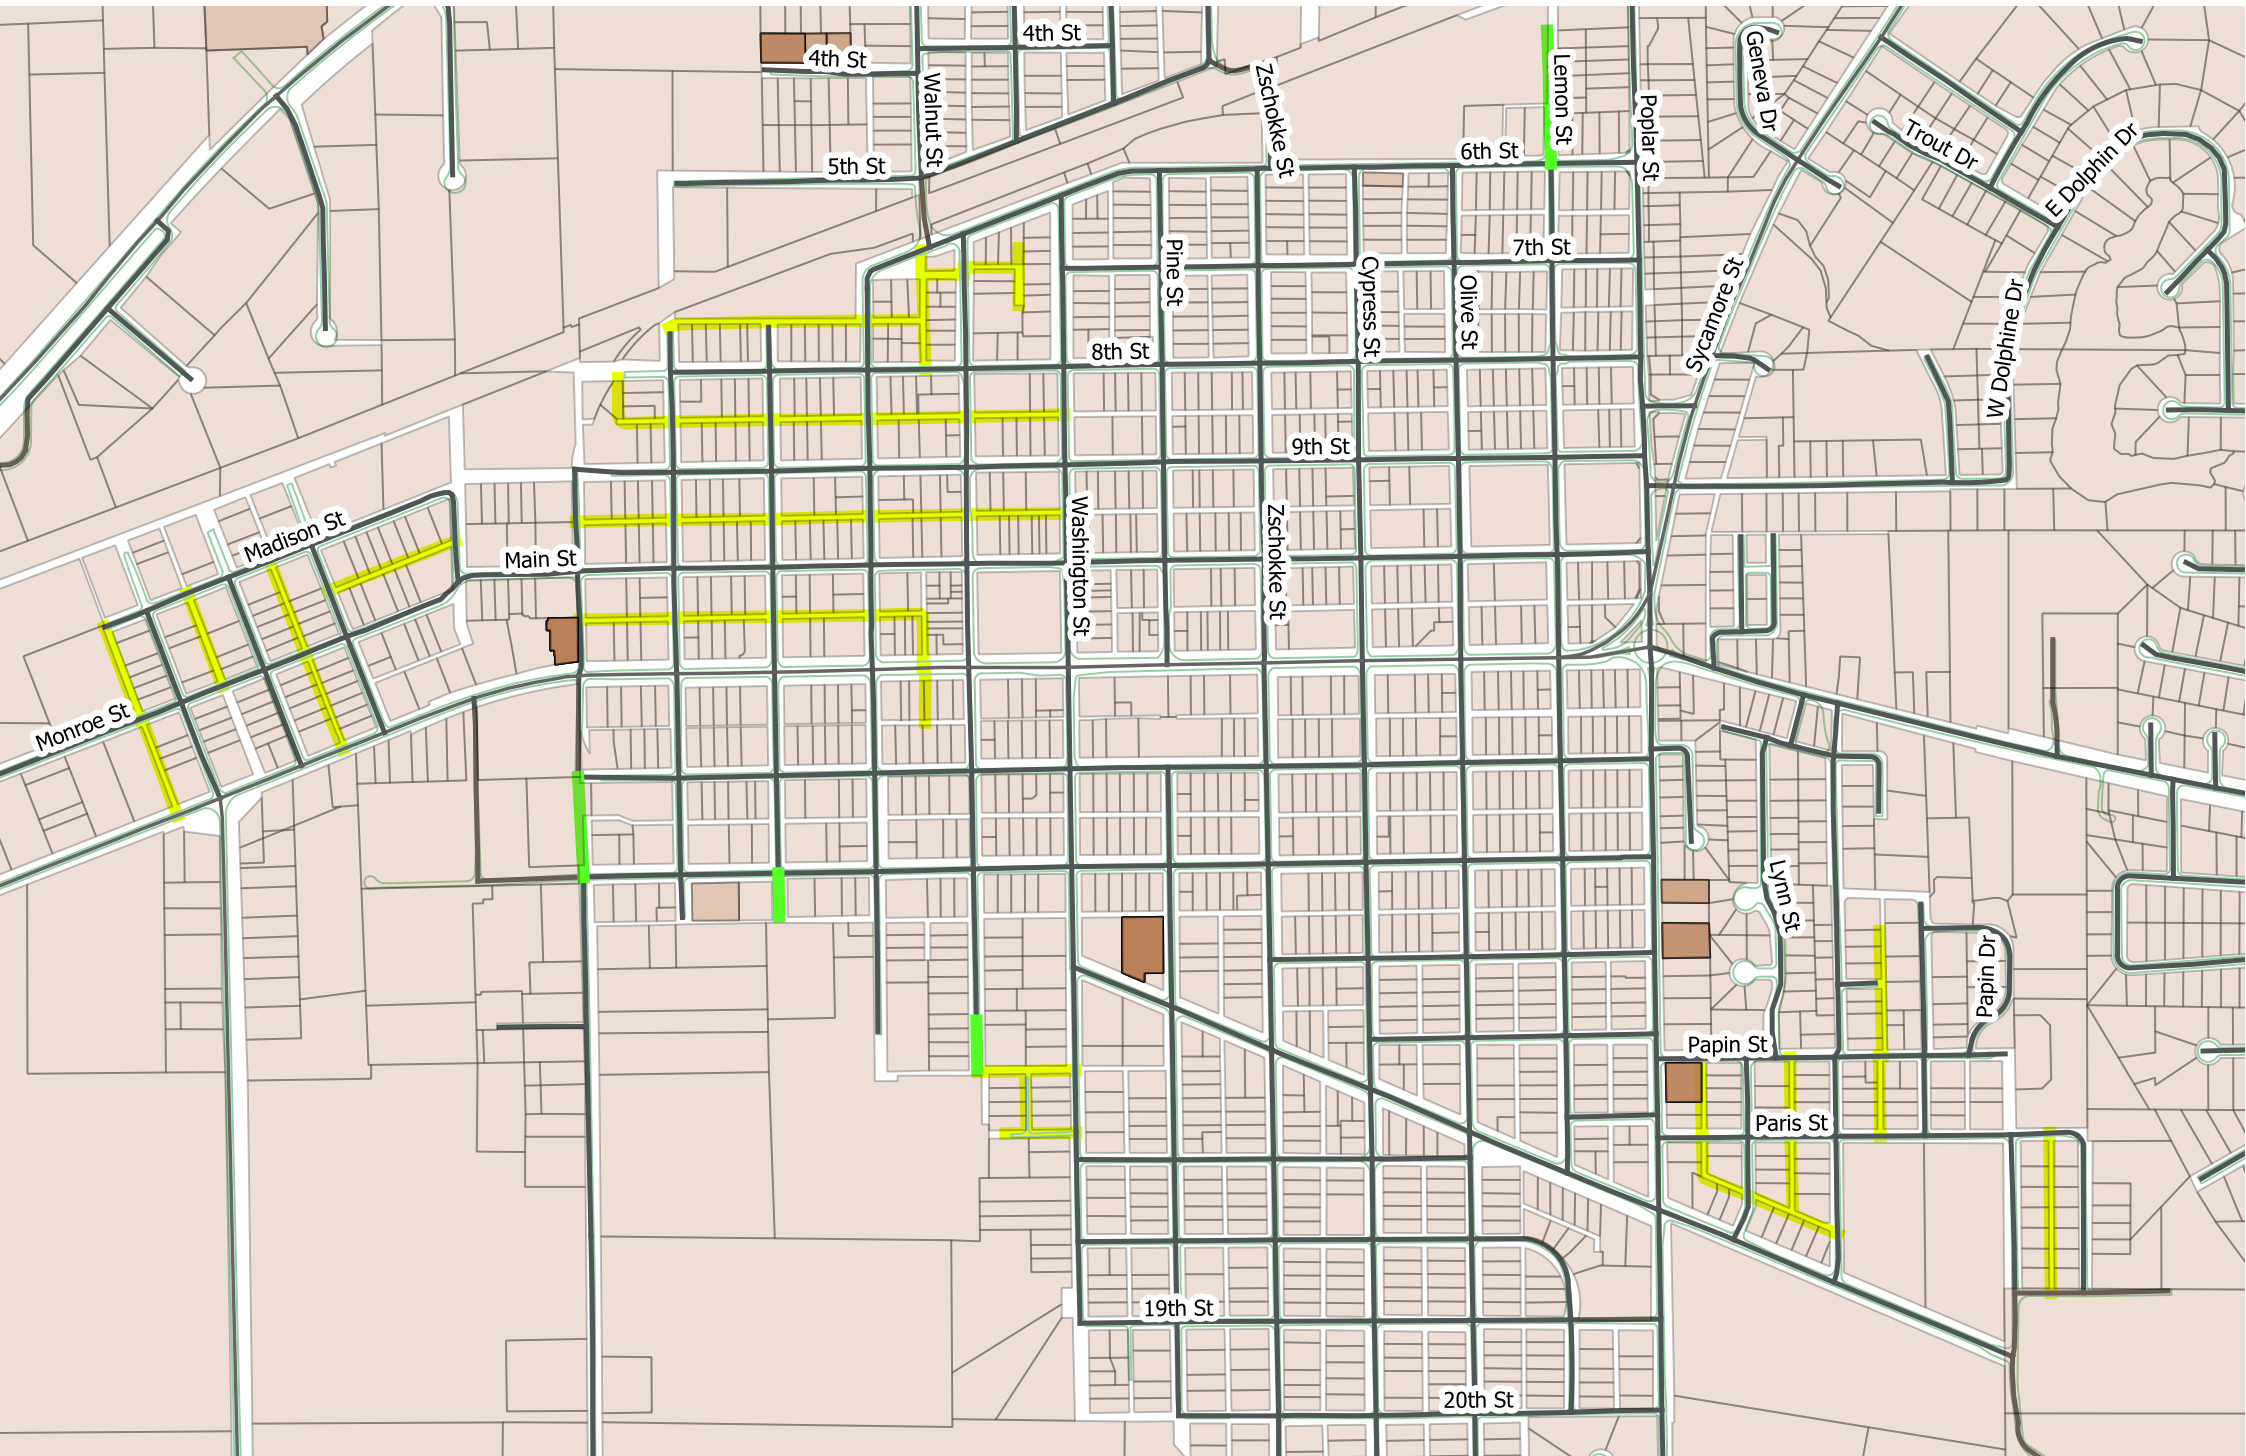 4th St
4th St
Walnut St
Zschokke St
Lemon St
Poplar St
Geneva Dr
Trout Dr
E Dolphin Dr
5th St
6th St
7th St
Pine St
Cypress St
Olive St
Sycamore St
W Dolphine Dr
8th St
9th St
Madison St
Main St
Washington St
Zschokke St
Monroe St
Lynn St
Papin Dr
Papin St
Paris St
19th St
20th St